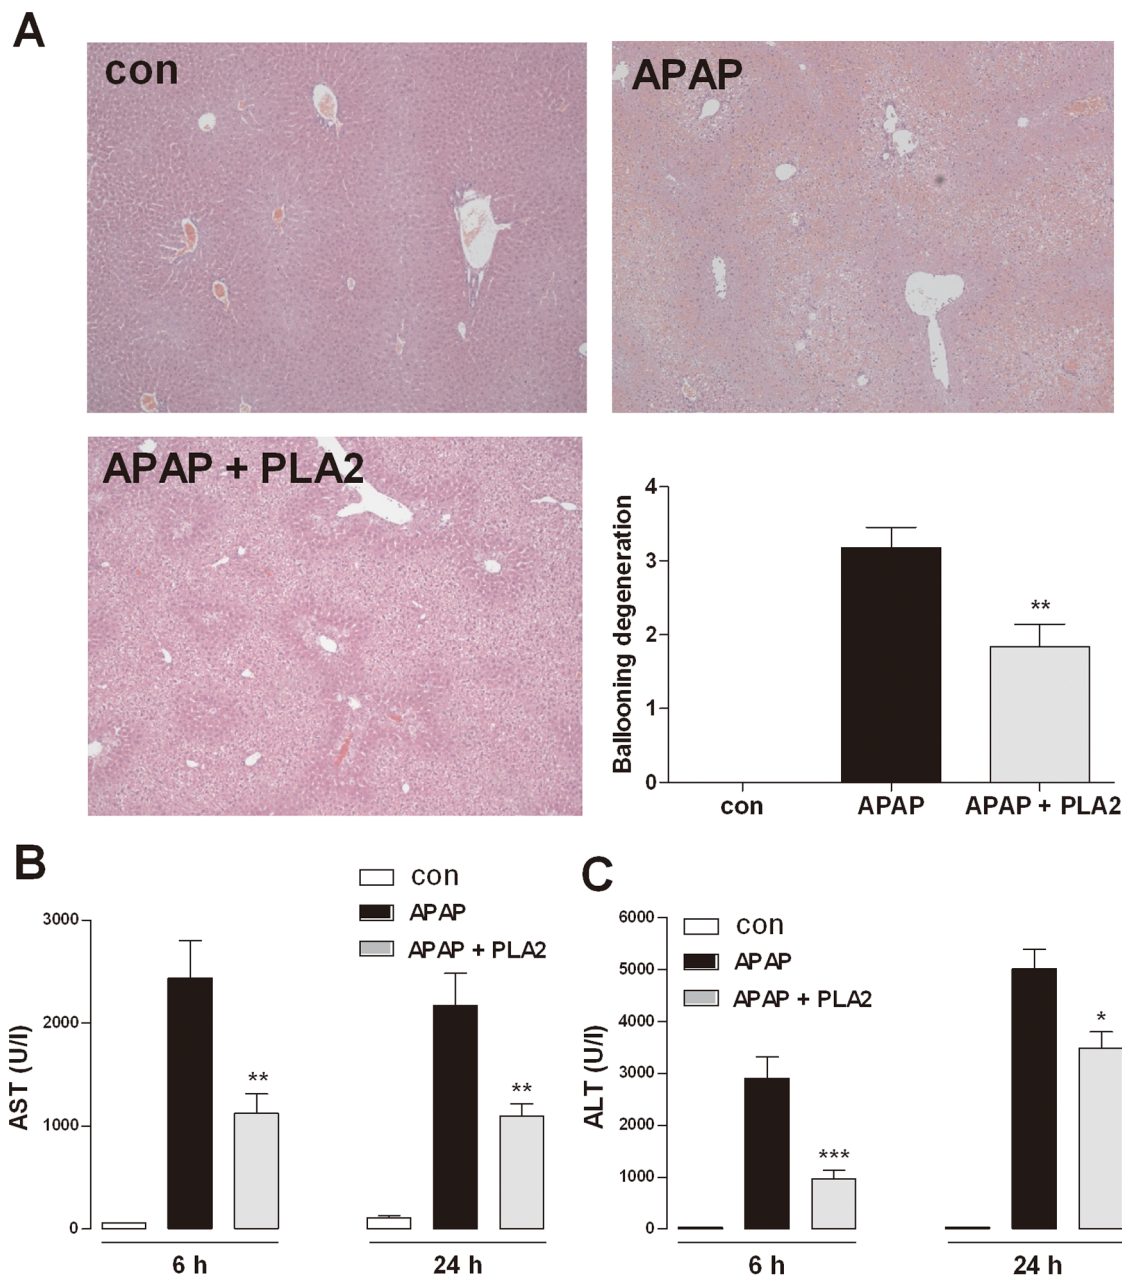 A
con
APAP
APAP + PLA2
Ballooning degeneration
4
3
2
1
0
**
con
APAP
APAP + PLA2
B
con
APAP
APAP + PLA2
AST (U/l)
3000
2000
1000
0
**
**
6 h
24 h
C
con
APAP
APAP + PLA2
ALT (U/l)
6000
5000
4000
3000
2000
1000
0
***
*
6 h
24 h